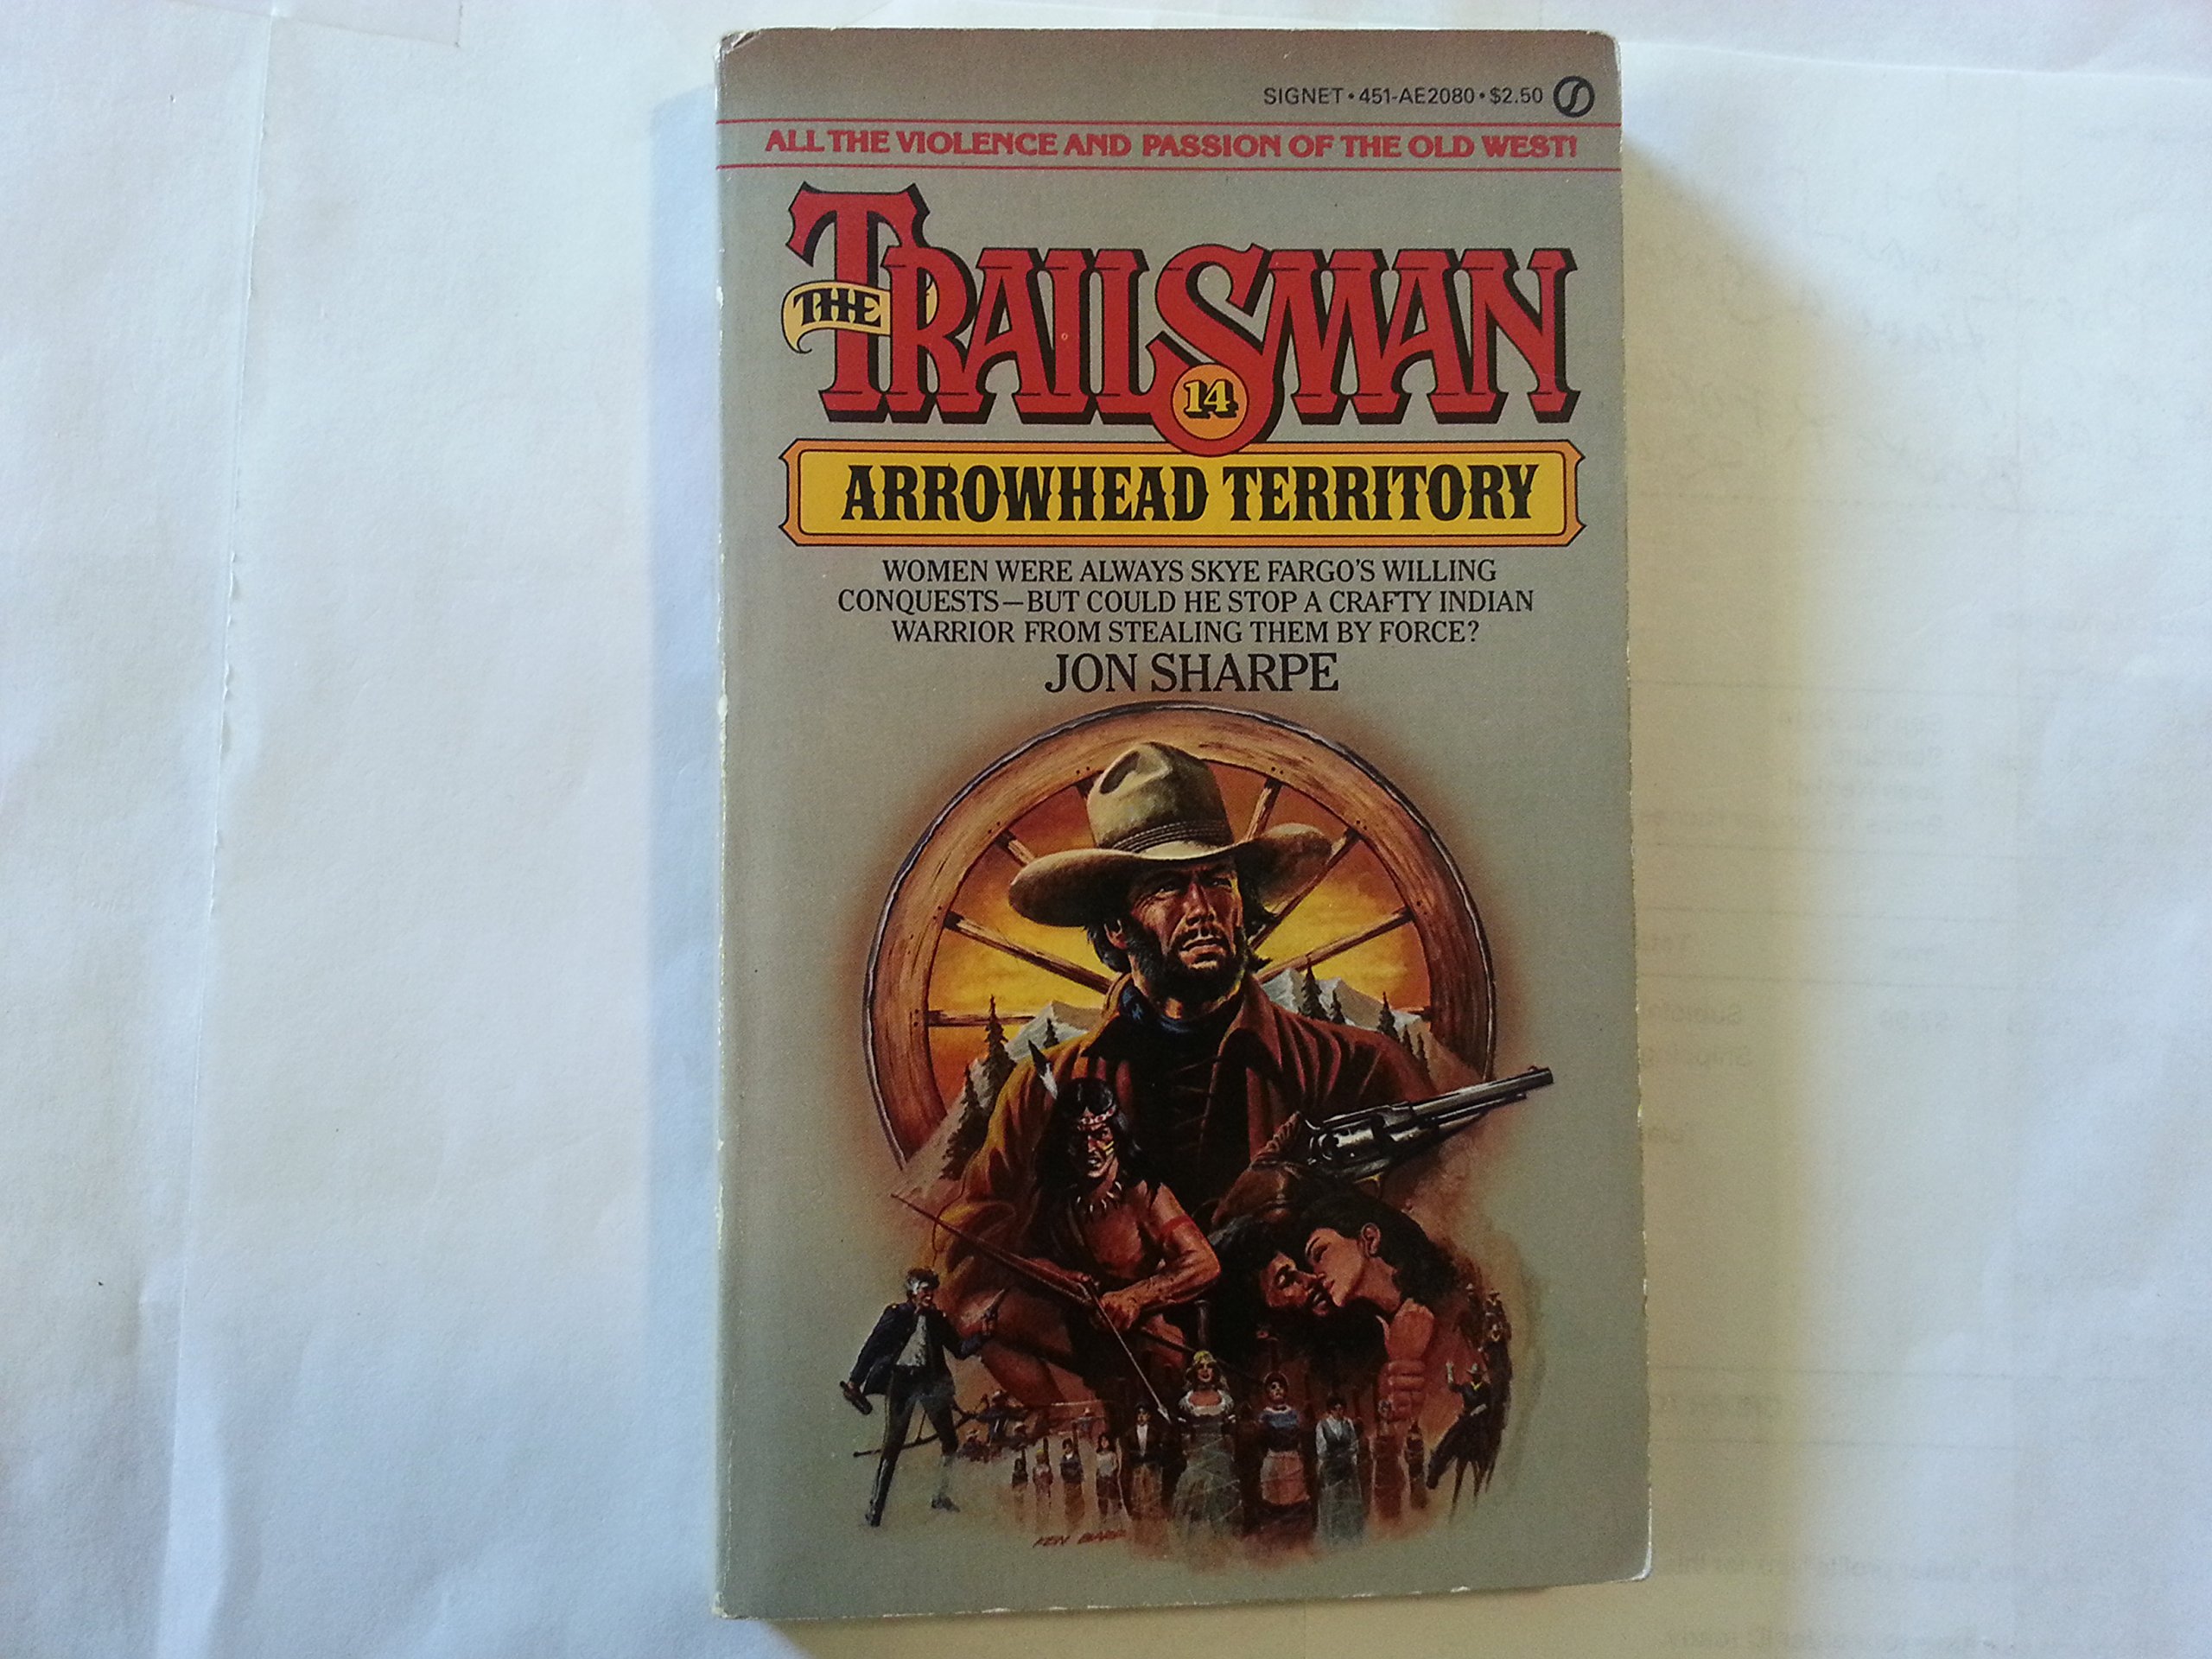 SIGNET • 451-AE2080 • $2.50
ALL THE VIOLENCE AND PASSION OF THE OLD WEST!
THE TRAILSMAN
14
ARROWHEAD TERRITORY
WOMEN WERE ALWAYS SKYE FARGO'S WILLING
CONQUESTS—BUT COULD HE STOP A CRAFTY INDIAN
WARRIOR FROM STEALING THEM BY FORCE?
JON SHARPE
KEN BARR